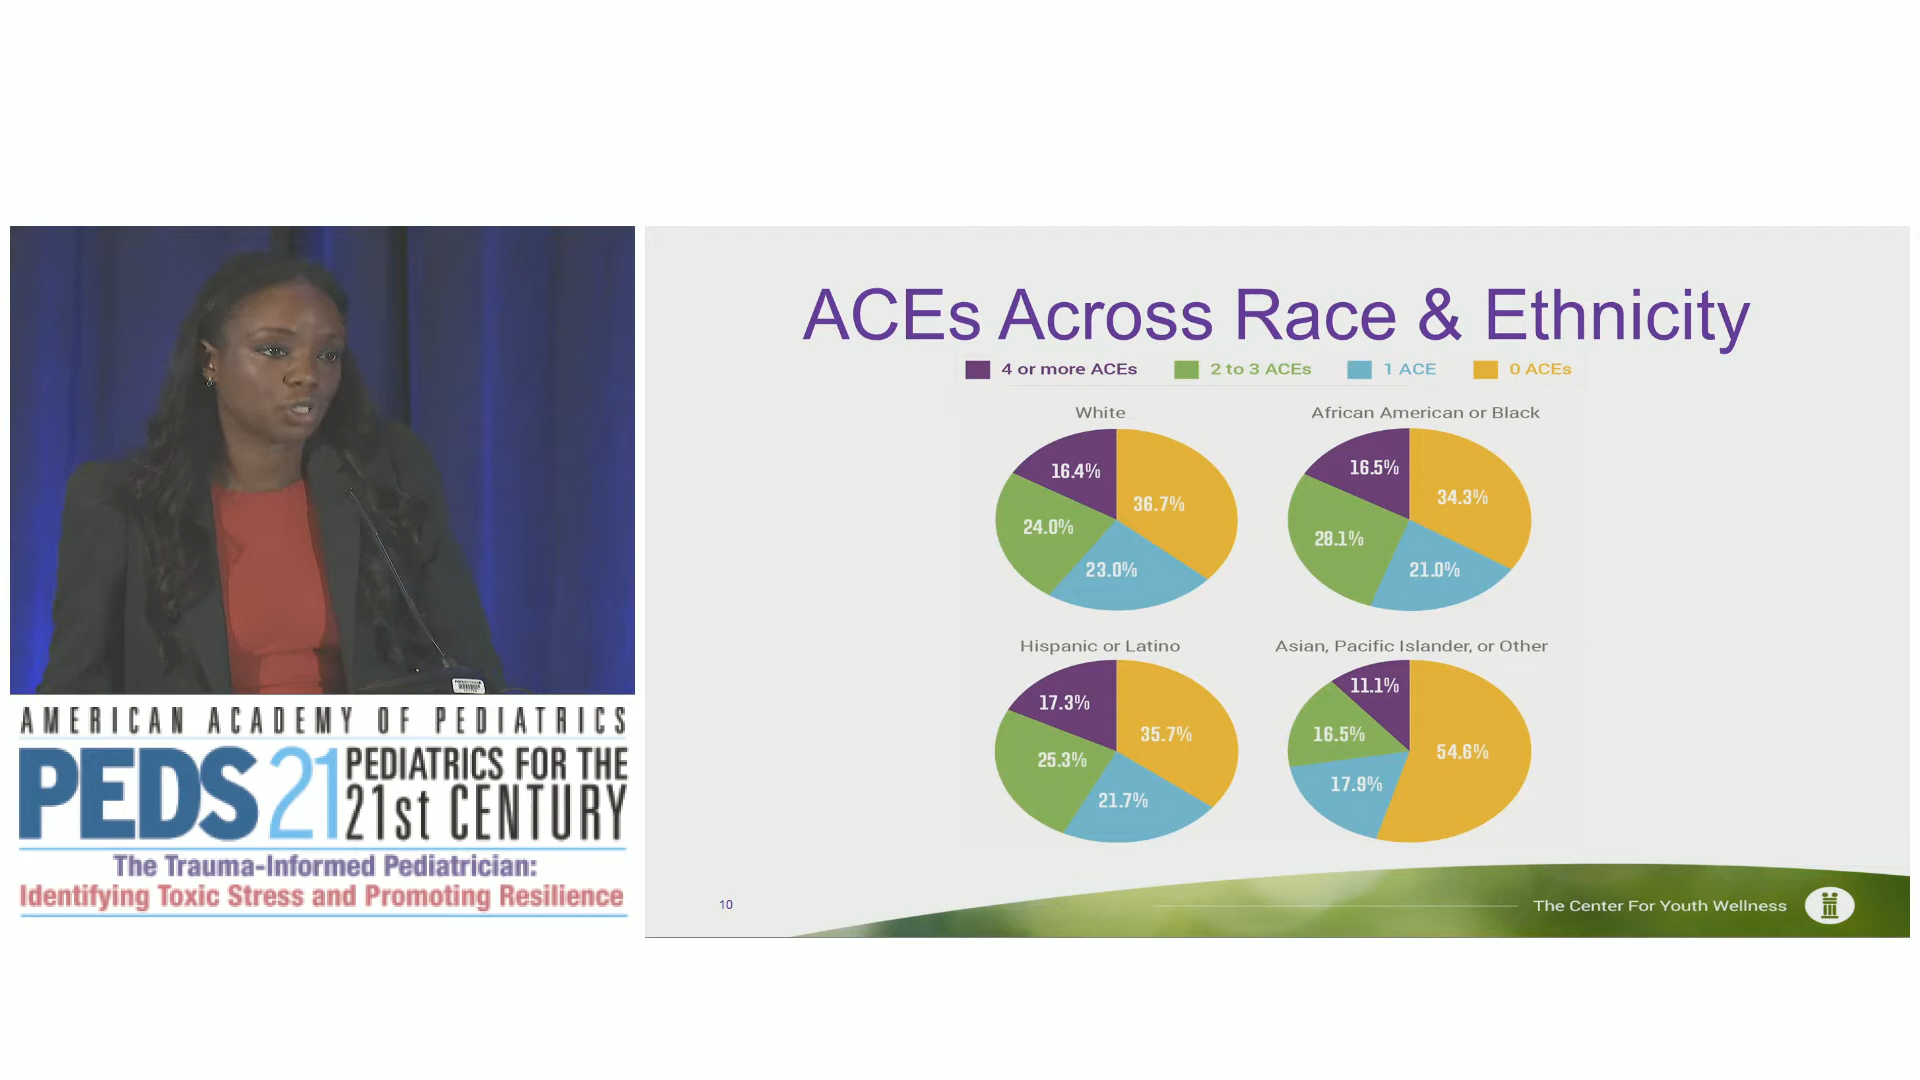 ACEs Across Race & Ethnicity
4 or more ACEs 2 to 3 ACEs 1 ACE 0 ACEs
White
16.4%
36.7%
24.0%
23.0%
African American or Black
16.5%
34.3%
28.1%
21.0%
Hispanic or Latino
17.3%
35.7%
25.3%
21.7%
Asian, Pacific Islander, or Other
11.1%
16.5%
54.6%
17.9%
10
The Center For Youth Wellness
AMERICAN ACADEMY OF PEDIATRICS
PEDS 21 PEDIATRICS FOR THE
21st CENTURY
The Trauma-Informed Pediatrician:
Identifying Toxic Stress and Promoting Resilience